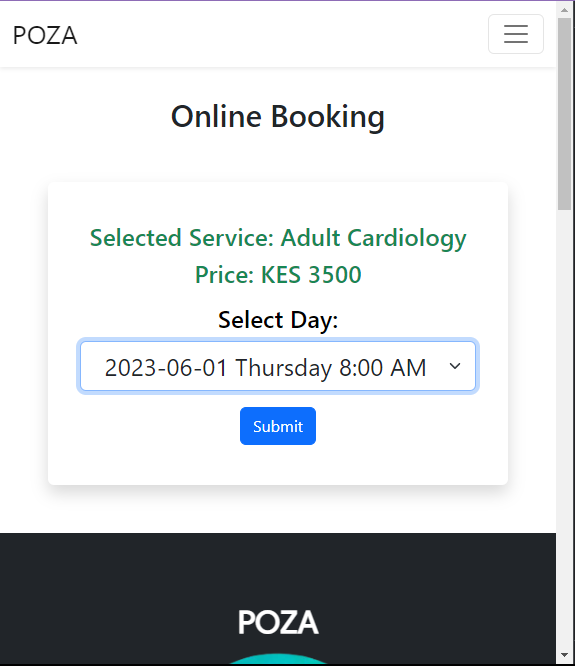 POZA
Online Booking
Selected Service: Adult Cardiology
Price: KES 3500
Select Day:
2023-06-01 Thursday 8:00 AM
Submit
POZA